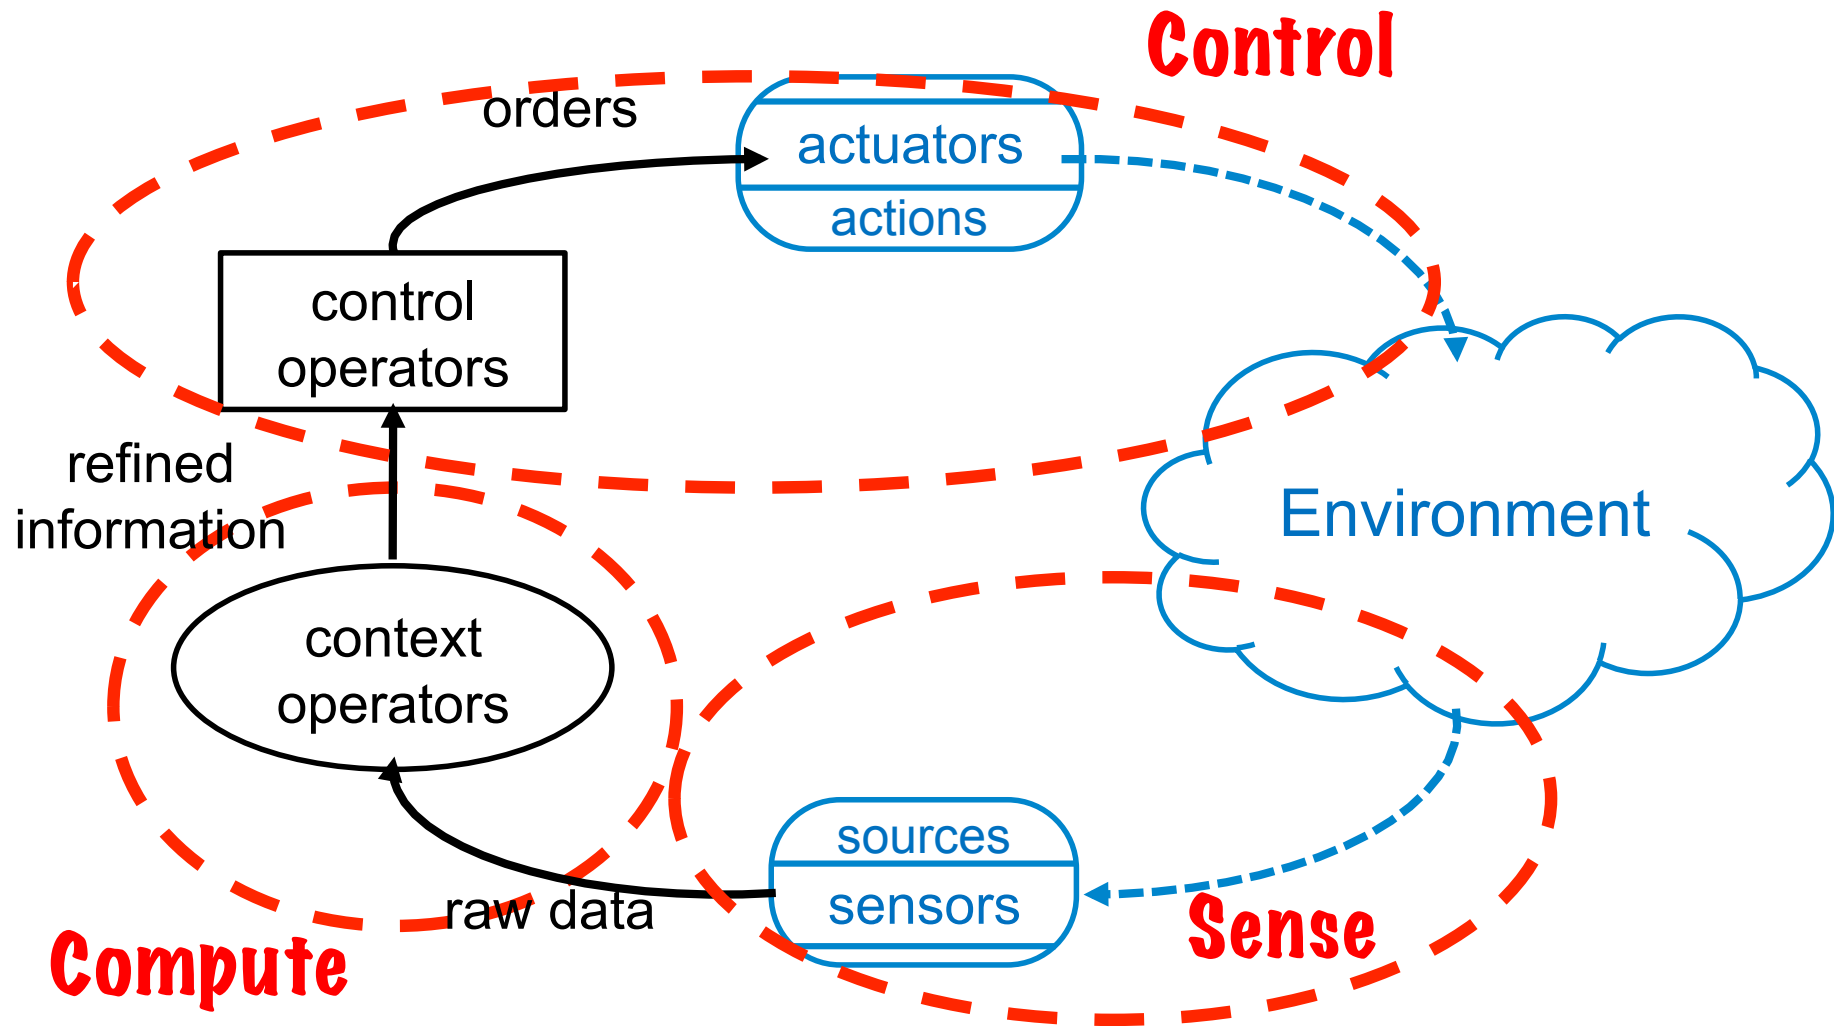 Control
orders
actuators
actions
control
operators
refined
information
Environment
context
operators
sources
sensors
raw data
Sense
Compute